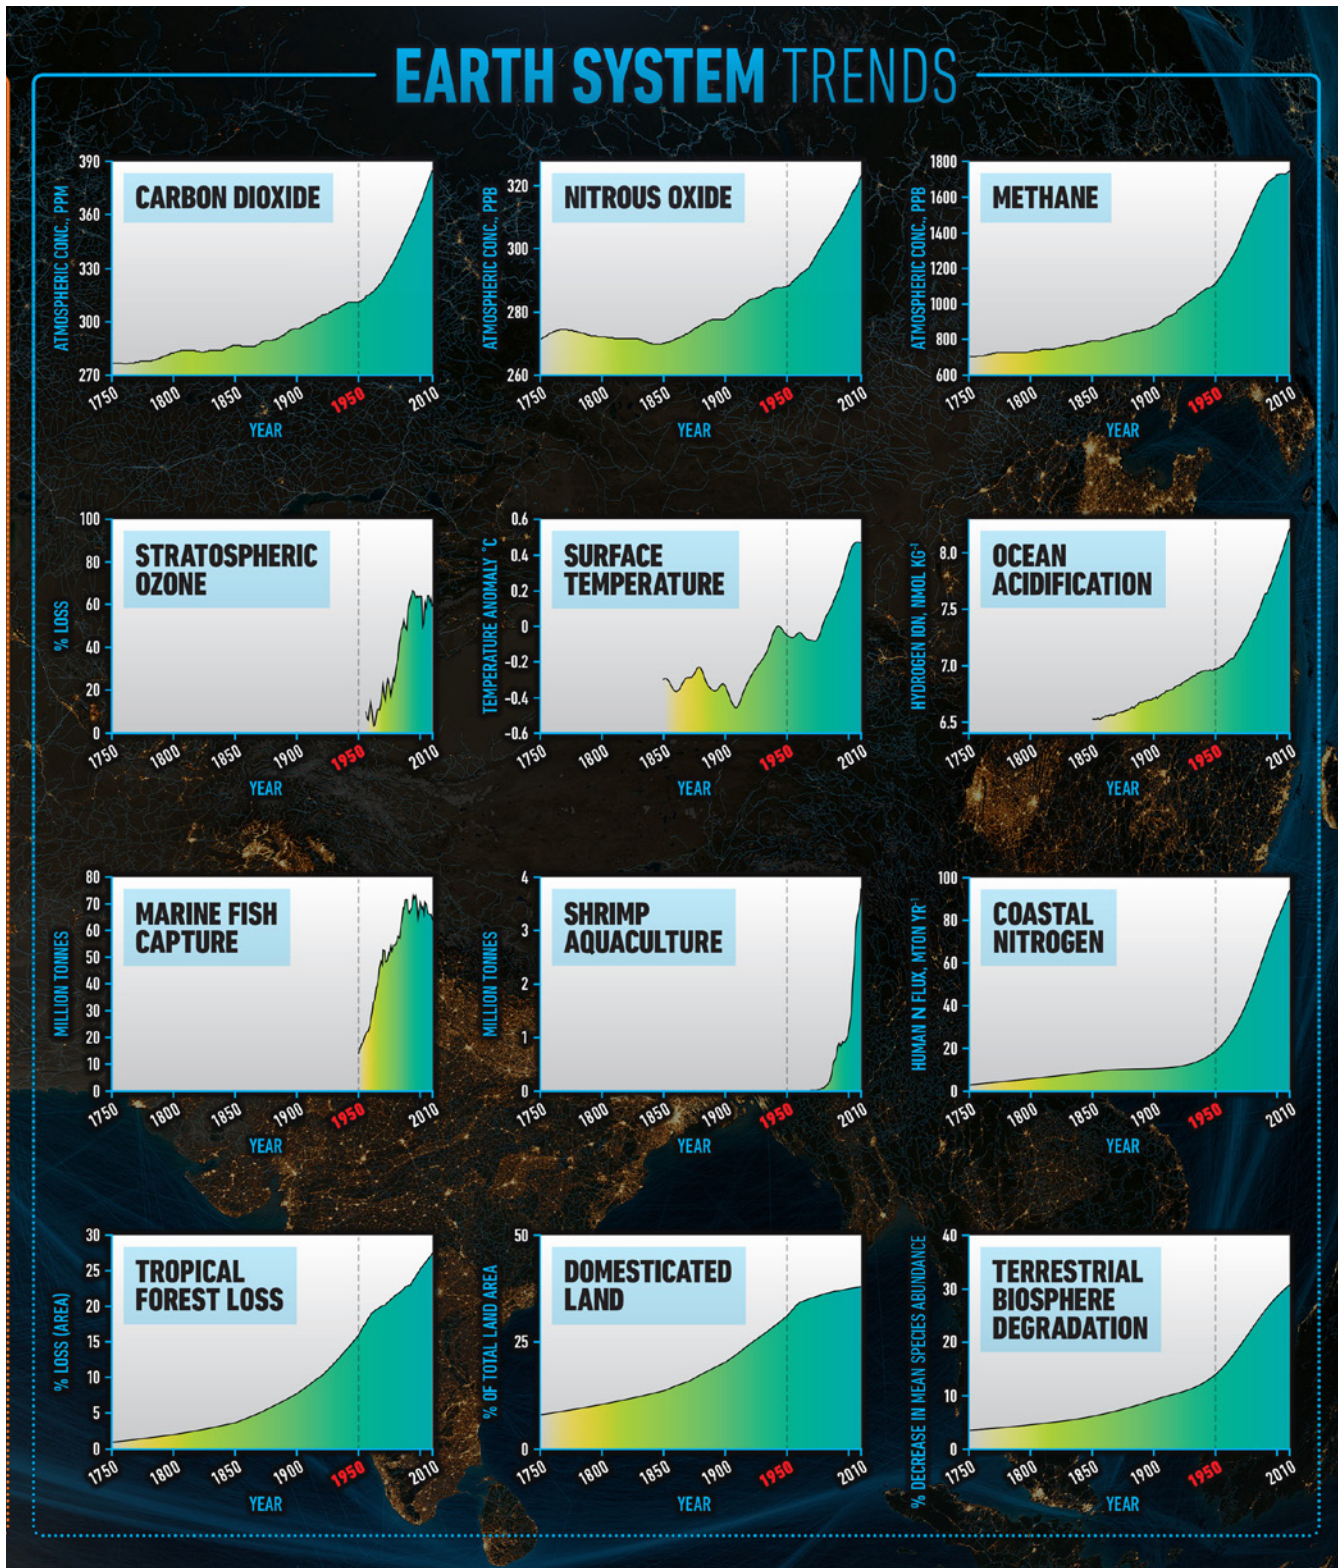 EARTH SYSTEM TRENDS
CARBON DIOXIDE
ATMOSPHERIC CONC., PPM
390
360
330
300
270
1750 1800 1850 1900 1950 2010
YEAR
NITROUS OXIDE
ATMOSPHERIC CONC., PPB
320
300
280
260
1750 1800 1850 1900 1950 2010
YEAR
METHANE
ATMOSPHERIC CONC., PPB
1800
1600
1400
1200
1000
800
600
1750 1800 1850 1900 1950 2010
YEAR
STRATOSPHERIC
OZONE
% LOSS
100
80
60
40
20
0
1750 1800 1850 1900 1950 2010
YEAR
SURFACE
TEMPERATURE
TEMPERATURE ANOMALY °C
0.6
0.4
0.2
0
-0.2
-0.4
-0.6
1750 1800 1850 1900 1950 2010
YEAR
OCEAN
ACIDIFICATION
HYDROGEN ION, NMOL KG⁻¹
8.0
7.5
7.0
6.5
1750 1800 1850 1900 1950 2010
YEAR
MARINE FISH
CAPTURE
MILLION TONNES
80
70
60
50
40
30
20
10
0
1750 1800 1850 1900 1950 2010
YEAR
SHRIMP
AQUACULTURE
MILLION TONNES
4
3
2
1
0
1750 1800 1850 1900 1950 2010
YEAR
COASTAL
NITROGEN
HUMAN N FLUX, MTON YR⁻¹
100
80
60
40
20
0
1750 1800 1850 1900 1950 2010
YEAR
TROPICAL
FOREST LOSS
% LOSS (AREA)
30
25
20
15
10
5
0
1750 1800 1850 1900 1950 2010
YEAR
DOMESTICATED
LAND
% OF TOTAL LAND AREA
50
25
0
1750 1800 1850 1900 1950 2010
YEAR
TERRESTRIAL
BIOSPHERE
DEGRADATION
% DECREASE IN MEAN SPECIES ABUNDANCE
40
30
20
10
0
1750 1800 1850 1900 1950 2010
YEAR